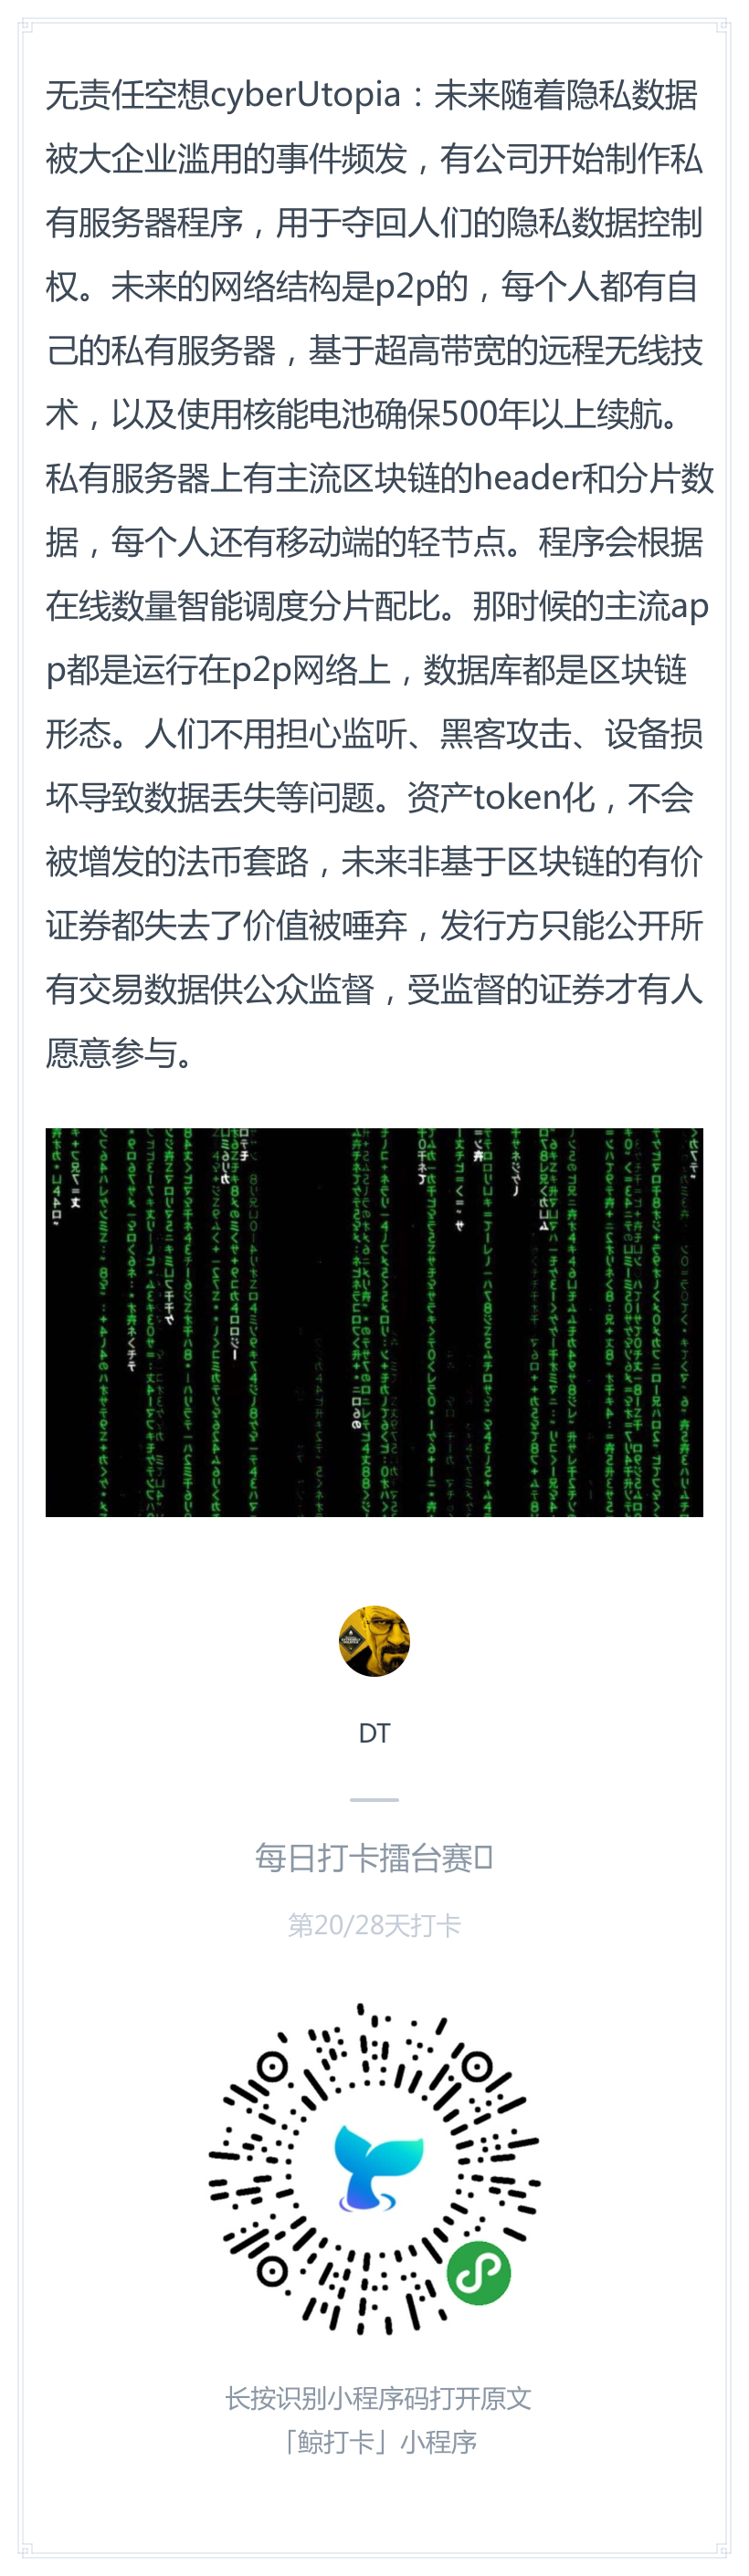 无责任空想cyberUtopia：未来随着隐私数据
被大企业滥用的事件频发，有公司开始制作私
有服务器程序，用于夺回人们的隐私数据控制
权。未来的网络结构是p2p的，每个人都有自
己的私有服务器，基于超高带宽的远程无线技
术，以及使用核能电池确保500年以上续航。
私有服务器上有主流区块链的header和分片数
据，每个人还有移动端的轻节点。程序会根据
在线数量智能调度分片配比。那时候的主流ap
p都是运行在p2p网络上，数据库都是区块链
形态。人们不用担心监听、黑客攻击、设备损
坏导致数据丢失等问题。资产token化，不会
被增发的法币套路，未来非基于区块链的有价
证券都失去了价值被唾弃，发行方只能公开所
有交易数据供公众监督，受监督的证券才有人
愿意参与。
DT
每日打卡擂台赛
第20/28天打卡
长按识别小程序码打开原文
「鲸打卡」小程序